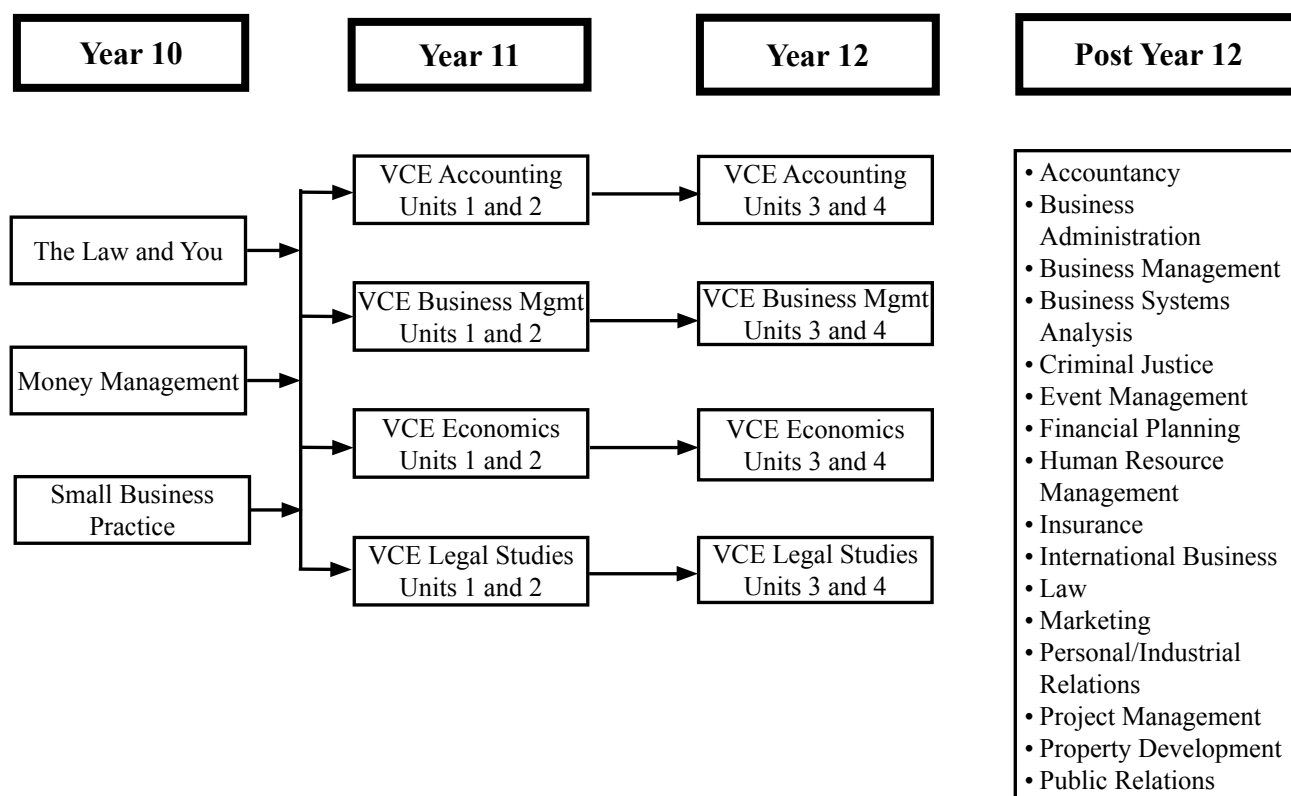 Year 10
Year 11
Year 12
Post Year 12
The Law and You
Money Management
Small Business
Practice
VCE Accounting
Units 1 and 2
VCE Business Mgmt
Units 1 and 2
VCE Economics
Units 1 and 2
VCE Legal Studies
Units 1 and 2
VCE Accounting
Units 3 and 4
VCE Business Mgmt
Units 3 and 4
VCE Economics
Units 3 and 4
VCE Legal Studies
Units 3 and 4
• Accountancy
• Business
Administration
• Business Management
• Business Systems
Analysis
• Criminal Justice
• Event Management
• Financial Planning
• Human Resource
Management
• Insurance
• International Business
• Law
• Marketing
• Personal/Industrial
Relations
• Project Management
• Property Development
• Public Relations